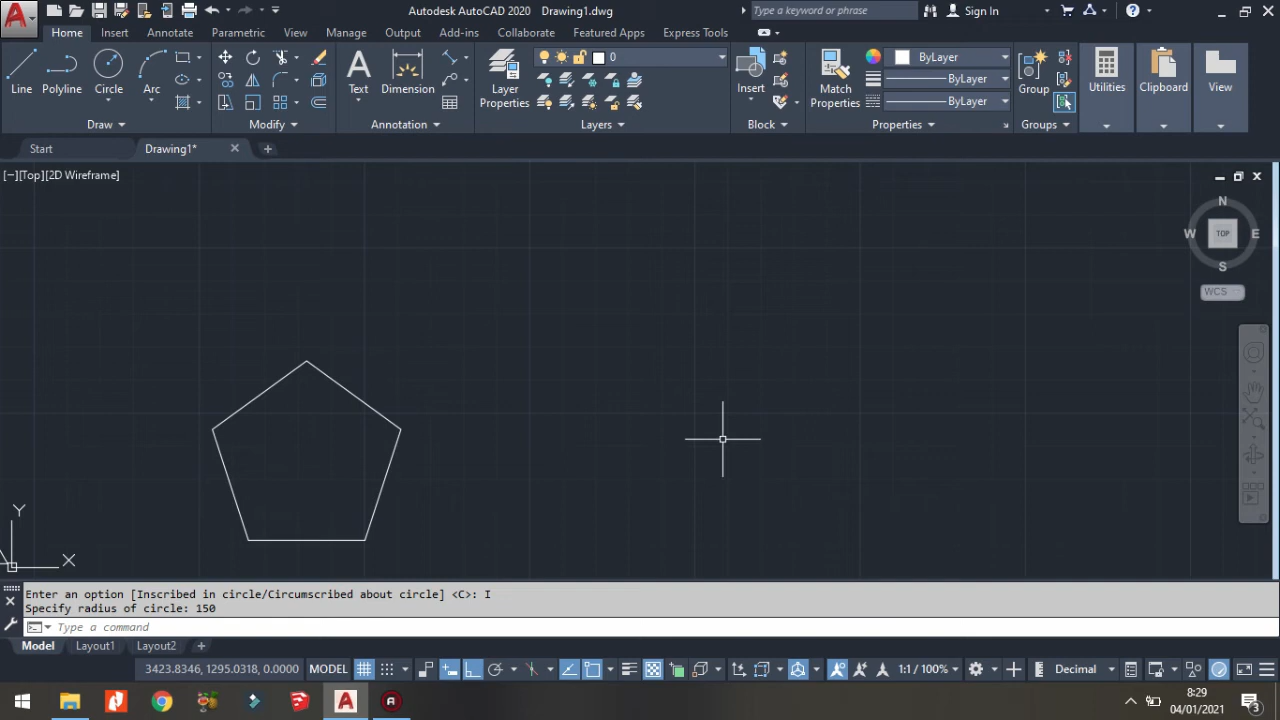 Autodesk AutoCAD 2020 Drawing1.dwg
Type a keyword or phrase
Sign In
Home Insert Annotate Parametric View Manage Output Add-ins Collaborate Featured Apps Express Tools
Line Polyline Circle Arc
Text Dimension
Layer Properties
0
Insert
Match Properties
ByLayer
ByLayer
ByLayer
Group
Utilities
Clipboard
View
Draw Modify Annotation Layers Block Properties Groups
Start Drawing1*
[−][Top][2D Wireframe]
N
W TOP E
S
WCS
Y
X
Enter an option [Inscribed in circle/Circumscribed about circle] <C>: I
Specify radius of circle: 150
Type a command
Model Layout1 Layout2
3423.8346, 1295.0318, 0.0000 MODEL 1:1 / 100% Decimal
8:29
04/01/2021
3